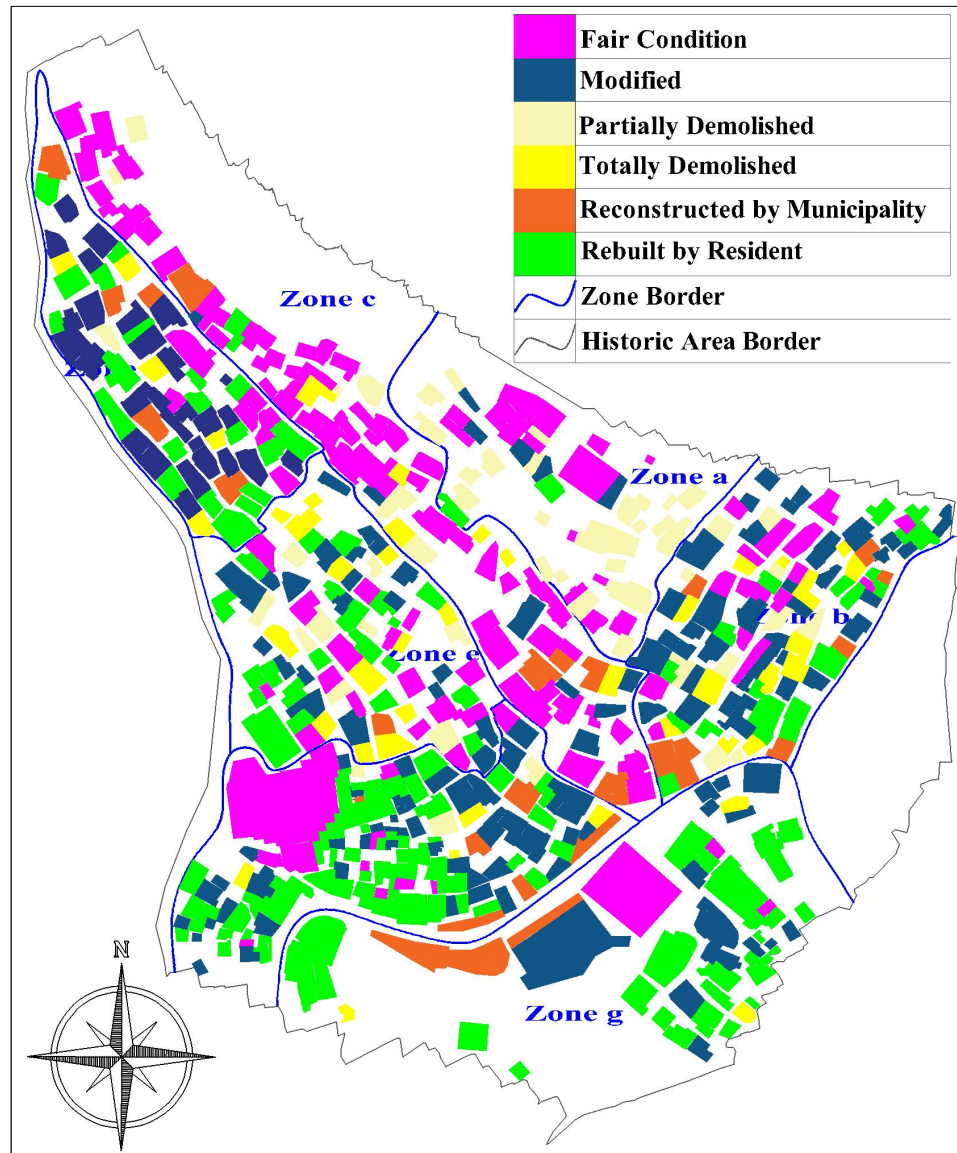 Fair Condition
Modified
Partially Demolished
Totally Demolished
Reconstructed by Municipality
Rebuilt by Resident
Zone Border
Historic Area Border
Zone c
Zone a
Zone b
Zone e
Zone g
N